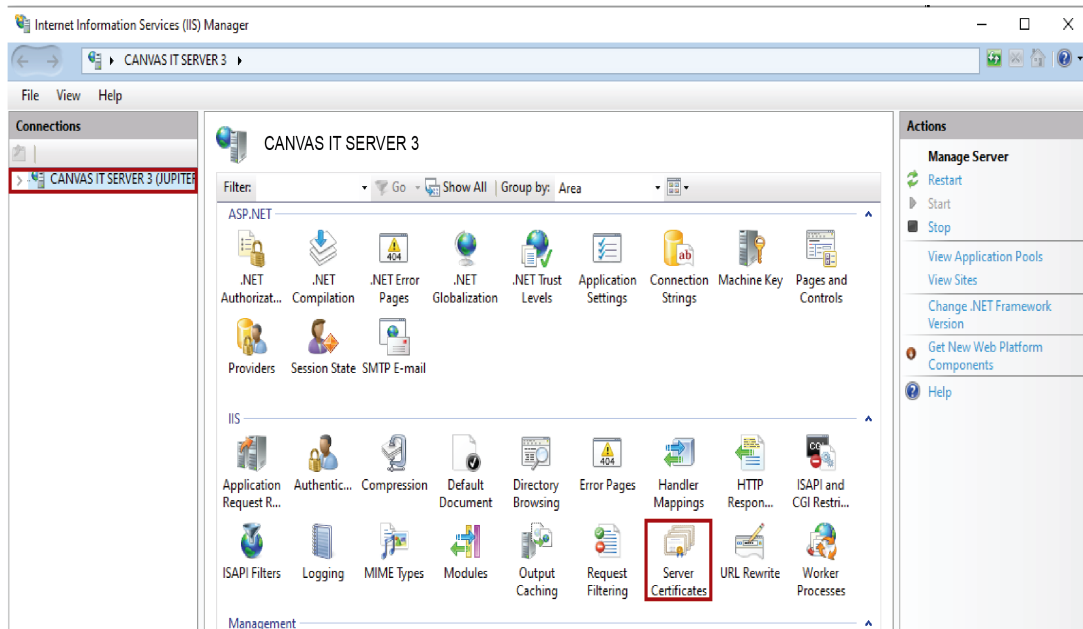 Internet Information Services (IIS) Manager
CANVAS IT SERVER 3
File View Help
Connections
CANVAS IT SERVER 3 (JUPITER
CANVAS IT SERVER 3
Filter: Go Show All Group by: Area
ASP.NET
.NET Authorizat...
.NET Compilation
.NET Error Pages
.NET Globalization
.NET Trust Levels
Application Settings
Connection Strings
Machine Key
Pages and Controls
Providers
Session State
SMTP E-mail
IIS
Application Request R...
Authentic...
Compression
Default Document
Directory Browsing
Error Pages
Handler Mappings
HTTP Respon...
ISAPI and CGI Restri...
ISAPI Filters
Logging
MIME Types
Modules
Output Caching
Request Filtering
Server Certificates
URL Rewrite
Worker Processes
Management
Actions
Manage Server
Restart
Start
Stop
View Application Pools
View Sites
Change .NET Framework
Version
Get New Web Platform
Components
Help